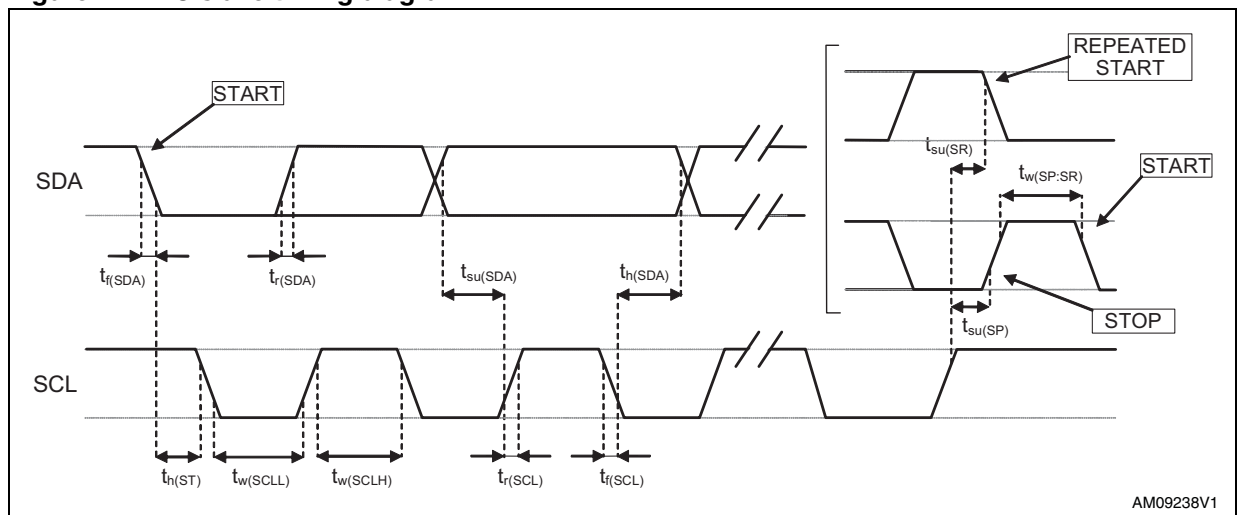 REPEATED
START
START
START
SDA
t_su(SR)
t_w(SP:SR)
t_f(SDA)
t_r(SDA)
t_su(SDA)
t_h(SDA)
t_su(SP)
STOP
SCL
t_h(ST)
t_w(SCLL)
t_w(SCLH)
t_r(SCL)
t_f(SCL)
AM09238V1